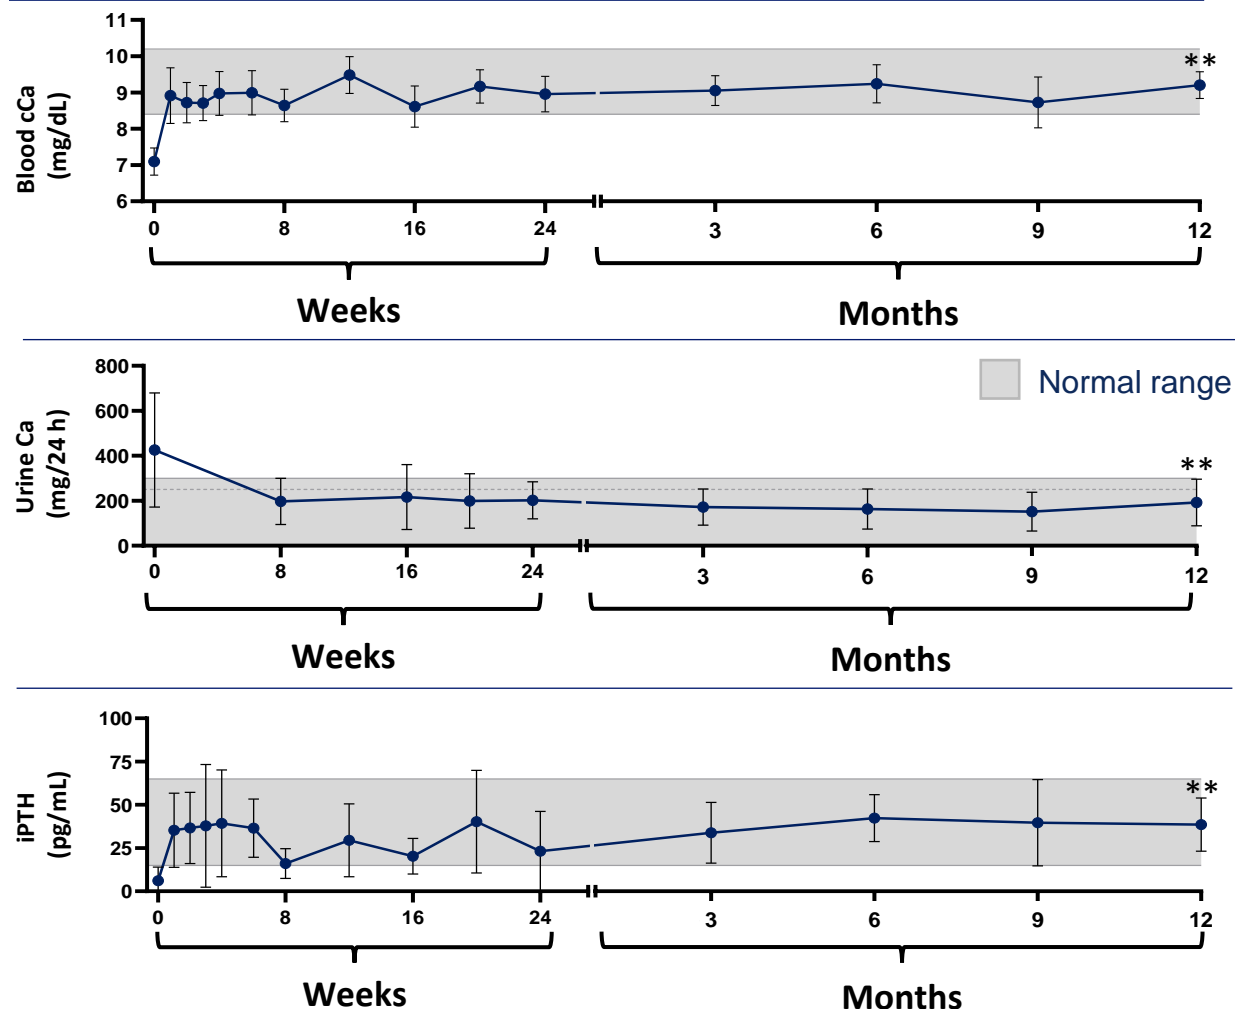 11
10
9
8
7
6
Blood cCa
(mg/dL)
**
0 8 16 24 3 6 9 12
Weeks
Months
800
600
400
200
0
Urine Ca
(mg/24 h)
Normal range
**
0 8 16 24 3 6 9 12
Weeks
Months
100
75
50
25
0
iPTH
(pg/mL)
**
0 8 16 24 3 6 9 12
Weeks
Months